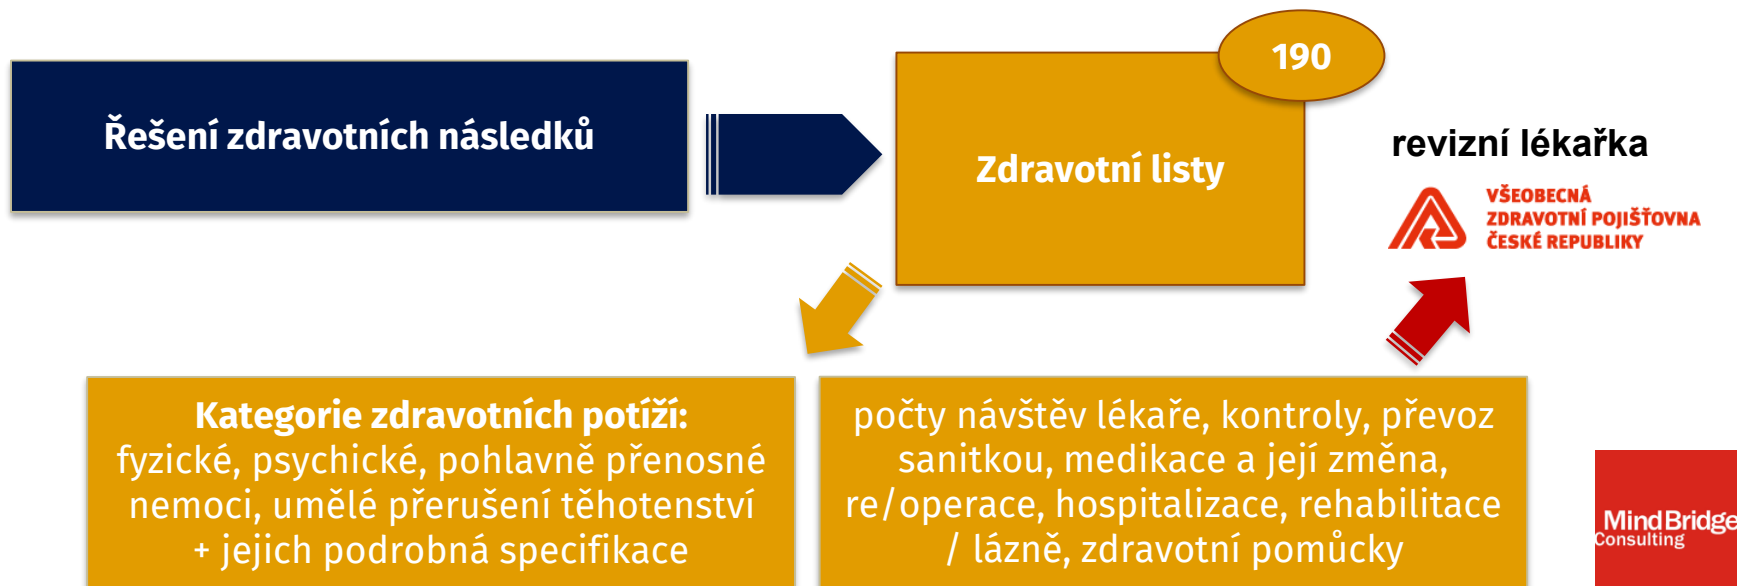 Řešení zdravotních následků
190
Zdravotní listy
revizní lékařka
VŠEOBECNÁ
ZDRAVOTNÍ POJIŠŤOVNA
ČESKÉ REPUBLIKY
Kategorie zdravotních potíží:
fyzické, psychické, pohlavně přenosné
nemoci, umělé přerušení těhotenství
+ jejich podrobná specifikace
počty návštěv lékaře, kontroly, převoz
sanitkou, medikace a její změna,
re/operace, hospitalizace, rehabilitace
/ lázně, zdravotní pomůcky
MindBridge
Consulting